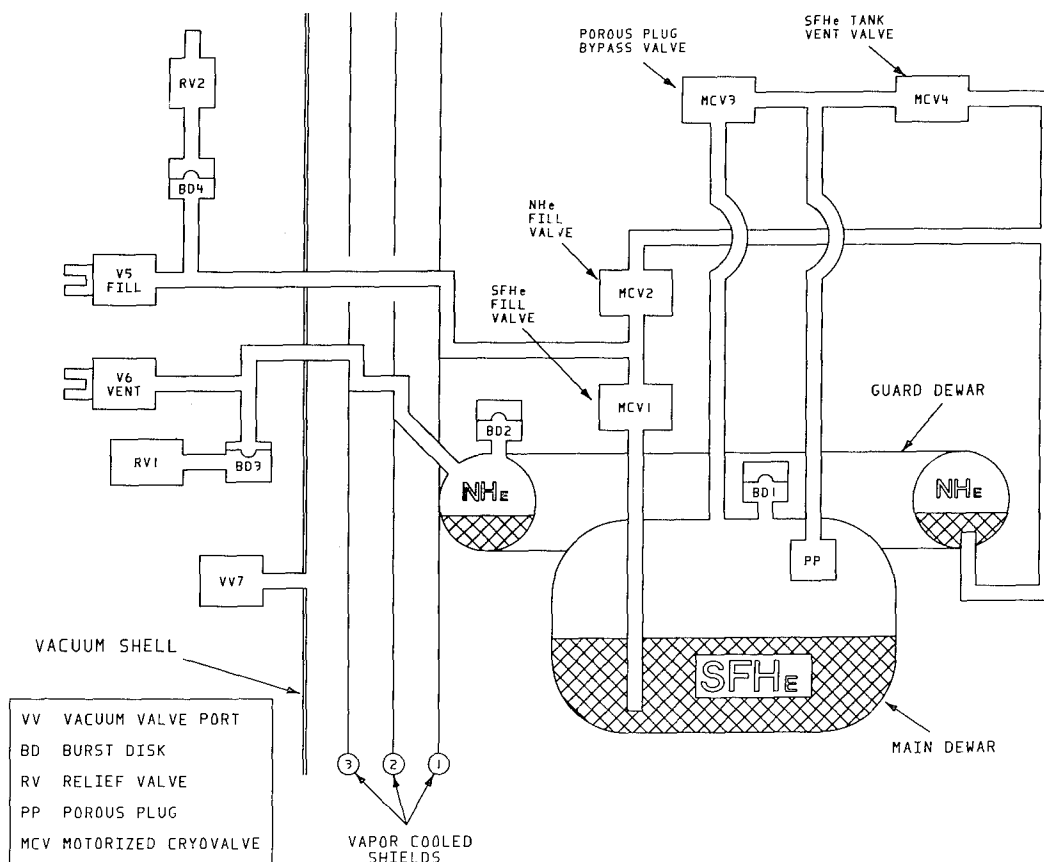 SFHe TANK
VENT VALVE
POROUS PLUG
BYPASS VALVE
RV2
MCV3
MCV4
BD4
NHe
FILL
VALVE
V5
FILL
SFHe
FILL
VALVE
MCV2
V6
VENT
MCV1
GUARD DEWAR
BD2
RV1
BD3
BD1
NHE
NHE
PP
VV7
VACUUM SHELL
SFHE
MAIN DEWAR
VV VACUUM VALVE PORT
BD BURST DISK
RV RELIEF VALVE
PP POROUS PLUG
MCV MOTORIZED CRYOVALVE
3
2
1
VAPOR COOLED
SHIELDS